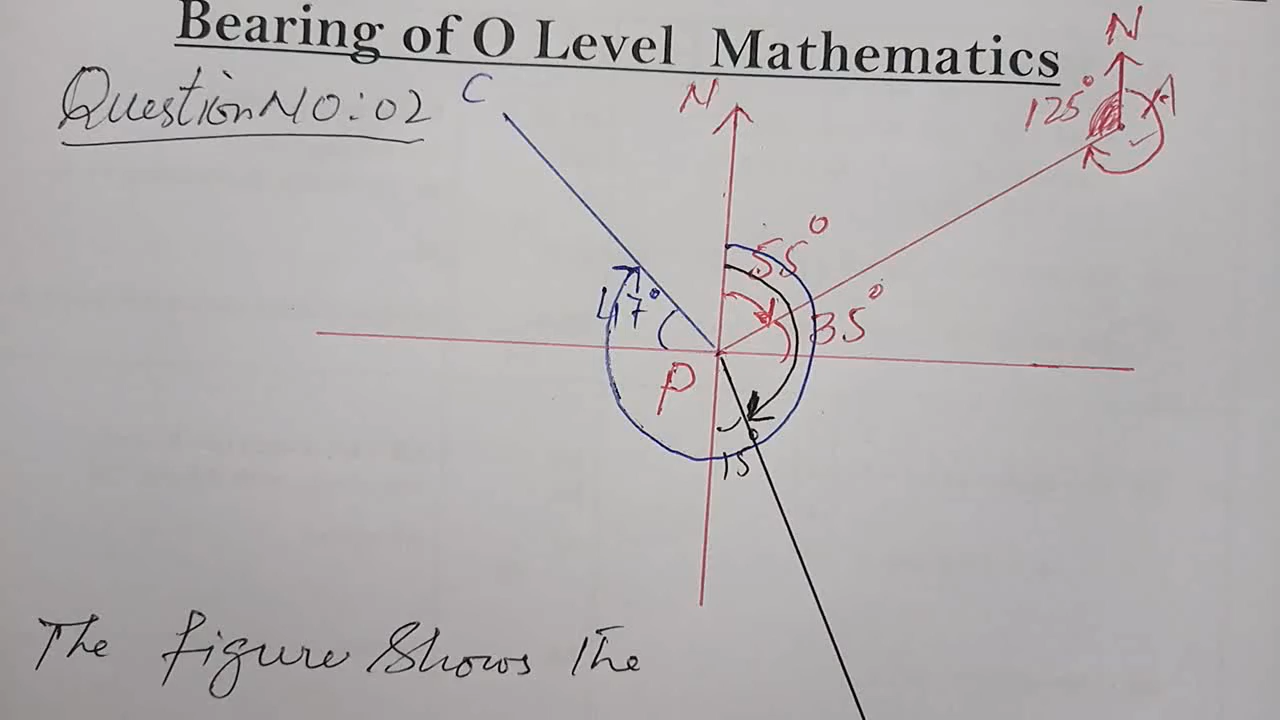 Bearing of O Level Mathematics
Question NO:02
C
N
N
125°
A
55°
47°
35°
P
15°
The figure shows the